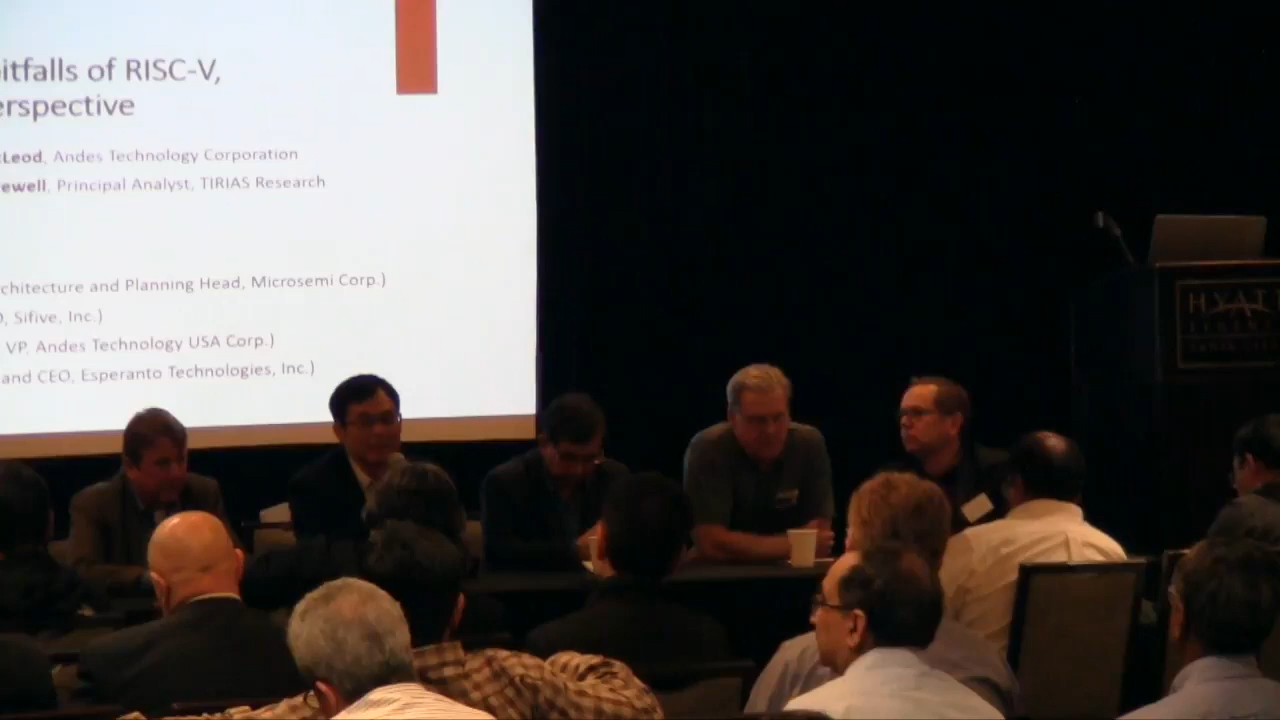 itfalls of RISC-V,
erspective
Leod, Andes Technology Corporation
ewell, Principal Analyst, TIRIAS Research
chitecture and Planning Head, Microsemi Corp.)
, Sifive, Inc.)
VP, Andes Technology USA Corp.)
and CEO, Esperanto Technologies, Inc.)
HYAT